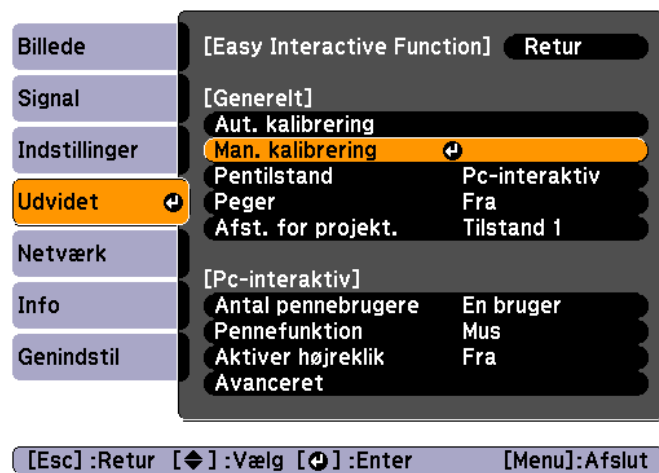 Billede
Signal
Indstillinger
Udvidet
Netværk
Info
Genindstil
[Easy Interactive Function] Retur
[Generelt]
Aut. kalibrering
Man. kalibrering
Pentilstand Pc-interaktiv
Peger Fra
Afst. for projekt. Tilstand 1
[Pc-interaktiv]
Antal pennebrugere En bruger
Pennefunktion Mus
Aktiver højreklik Fra
Avanceret
[Esc] :Retur [◆] :Vælg [⏎] :Enter [Menu]:Afslut